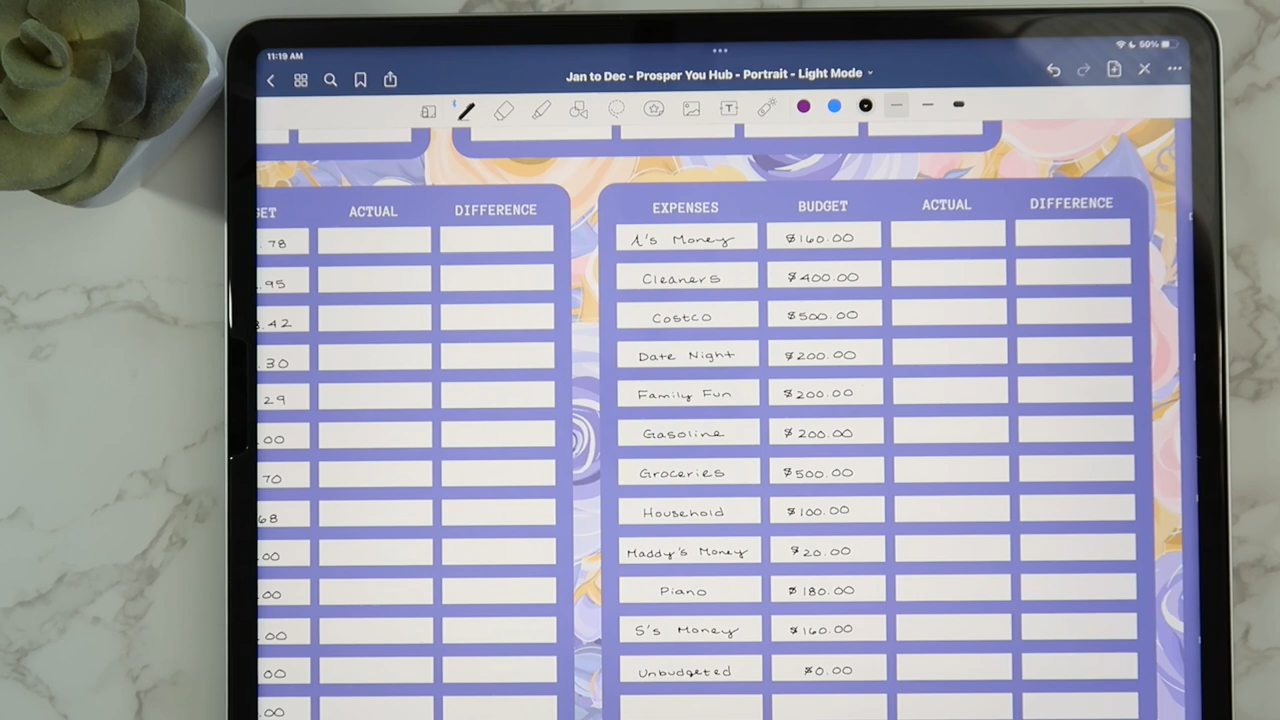 11:19 AM
50%
Jan to Dec - Prosper You Hub - Portrait - Light Mode
T
GET ACTUAL DIFFERENCE
.78
.95
.42
.30
29
.00
70
68
.00
.00
.00
00
.00
EXPENSES BUDGET ACTUAL DIFFERENCE
A's Money $160.00
Cleaners $400.00
Costco $500.00
Date Night $200.00
Family Fun $200.00
Gasoline $200.00
Groceries $500.00
Household $100.00
Maddy's Money $20.00
Piano $180.00
S's Money $160.00
Unbudgeted $0.00